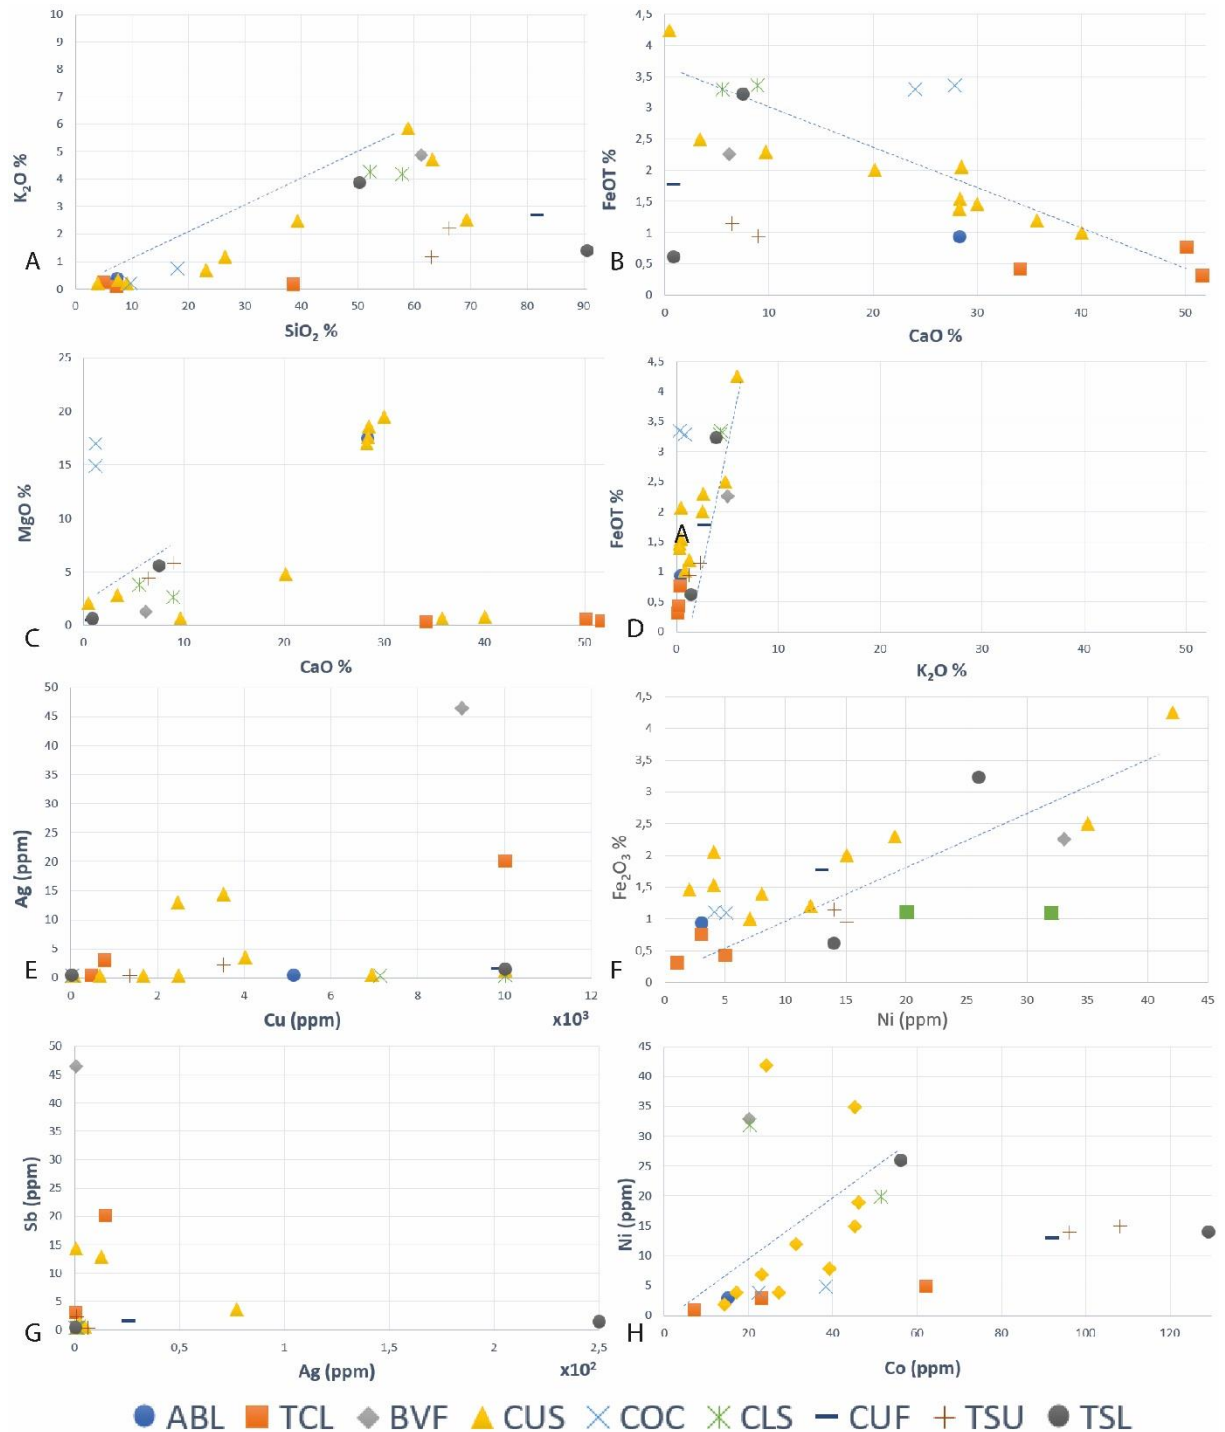 10
9
8
7
6
5
4
3
2
1
0
K₂O %
0 10 20 30 40 50 60 70 80 90
SiO₂ %
A
4,5
4
3,5
3
2,5
2
1,5
1
0,5
0
FeOT %
0 10 20 30 40 50
CaO %
B
25
20
15
10
5
0
MgO %
0 10 20 30 40 50
CaO %
C
4,5
4
3,5
3
2,5
2
1,5
1
0,5
0
FeOT %
A
0 10 20 30 40 50
K₂O %
D
50
45
40
35
30
25
20
15
10
5
0
Ag (ppm)
0 2 4 6 8 10 12
Cu (ppm) x10³
E
4,5
4
3,5
3
2,5
2
1,5
1
0,5
0
Fe₂O₃ %
5 10 15 20 25 30 35 40 45
Ni (ppm)
F
50
45
40
35
30
25
20
15
10
5
0
Sb (ppm)
0 0,5 1 1,5 2 2,5
Ag (ppm) x10²
G
45
40
35
30
25
20
15
10
5
0
Ni (ppm)
0 20 40 60 80 100 120
Co (ppm)
H
ABL TCL BVF CUS COC CLS CUF TSU TSL